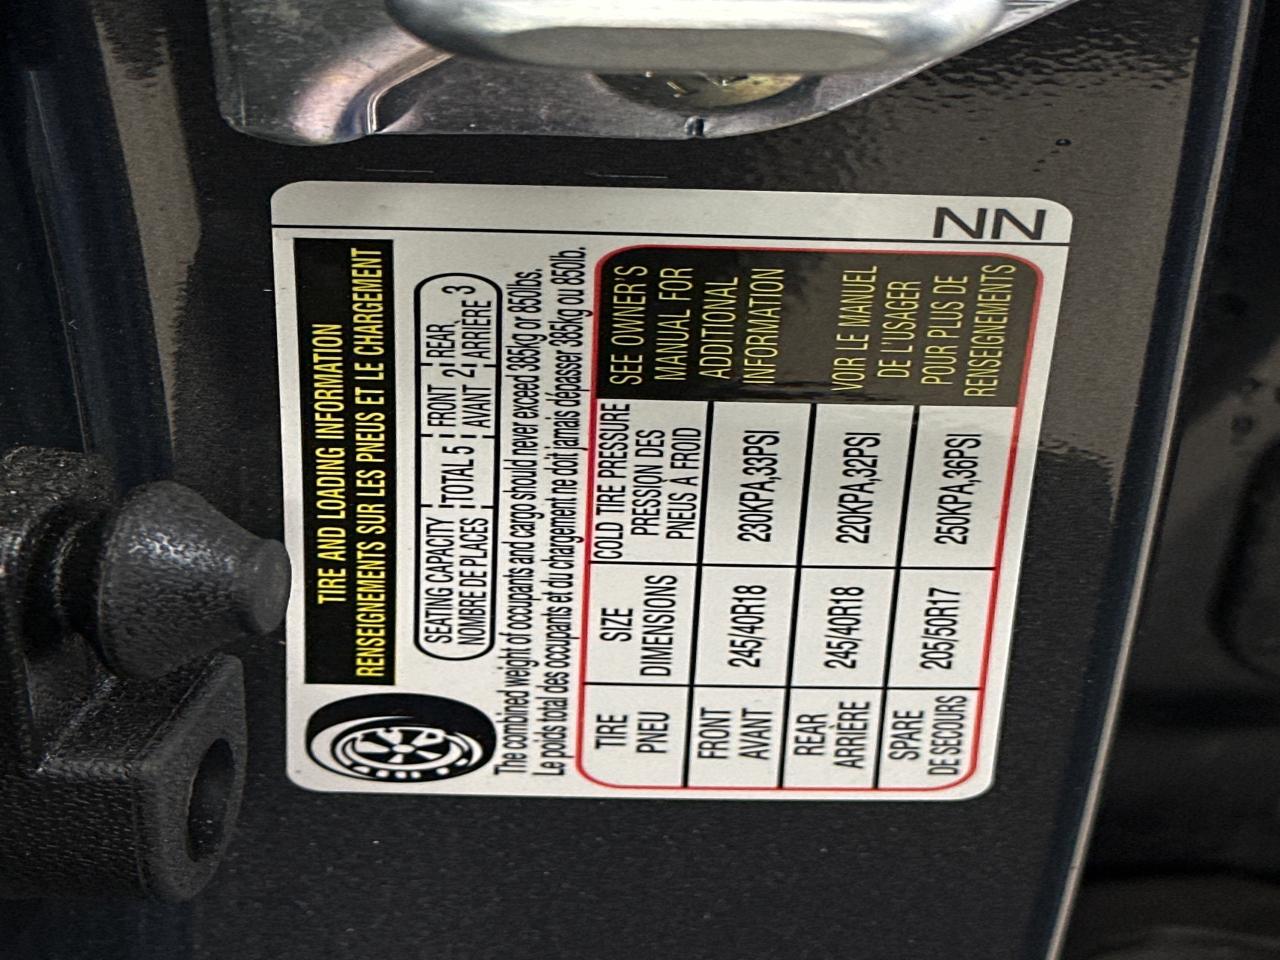 NN
TIRE AND LOADING INFORMATION
RENSEIGNEMENTS SUR LES PNEUS ET LE CHARGEMENT
SEATING CAPACITY TOTAL 5 FRONT 2 REAR 3
NOMBRE DE PLACES AVANT ARRIÈRE
The combined weight of occupants and cargo should never exceed 385kg or 850lbs.
Le poids total des occupants et du chargement ne doit jamais dépasser 385kg ou 850lb.
TIRE SIZE COLD TIRE PRESSURE
PNEU DIMENSIONS PRESSION DES
PNEUS À FROID
FRONT
AVANT 245/40R18 230KPA,33PSI
REAR
ARRIÈRE 245/40R18 220KPA,32PSI
SPARE
DE SECOURS 205/50R17 250KPA,36PSI
SEE OWNER'S
MANUAL FOR
ADDITIONAL
INFORMATION
VOIR LE MANUEL
DE L'USAGER
POUR PLUS DE
RENSEIGNEMENTS